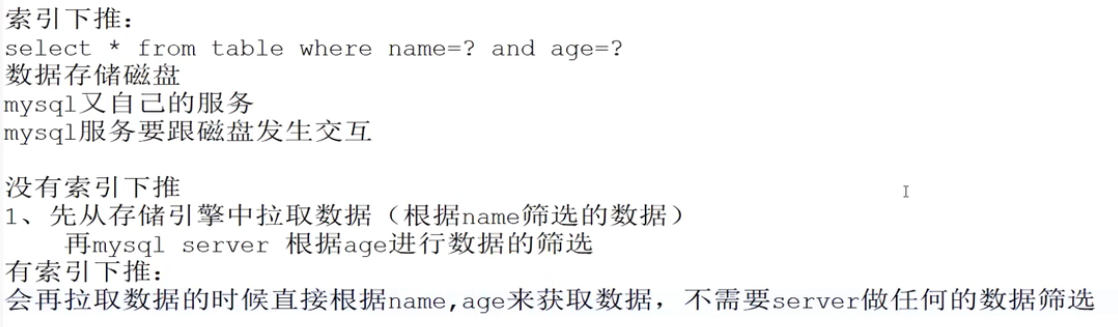 索引下推：
select * from table where name=? and age=?
数据存储磁盘
mysql又自己的服务
mysql服务要跟磁盘发生交互
没有索引下推
1、先从存储引擎中拉取数据（根据name筛选的数据）
再mysql server 根据age进行数据的筛选
有索引下推：
会再拉取数据的时候直接根据name,age来获取数据，不需要server做任何的数据筛选